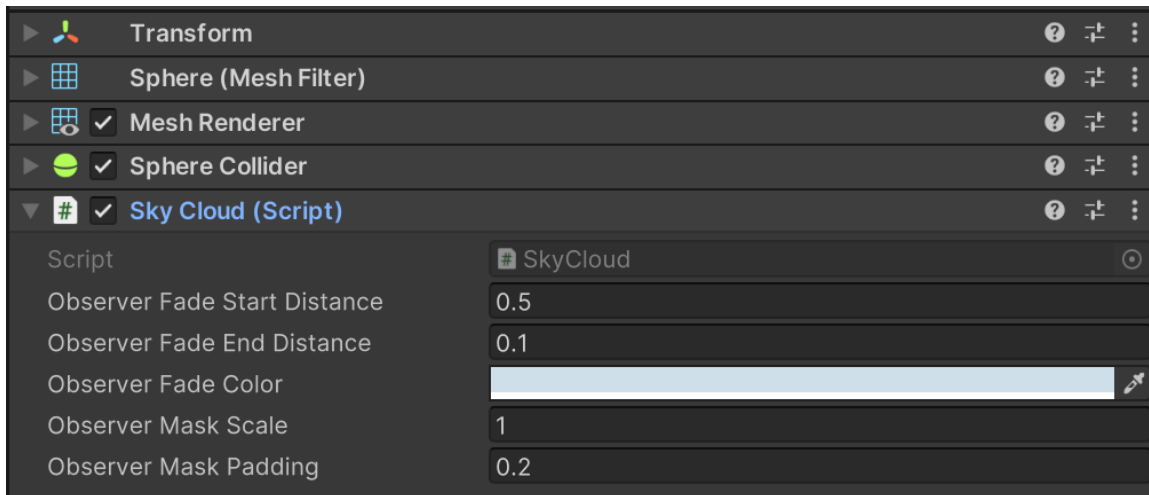 Transform
Sphere (Mesh Filter)
Mesh Renderer
Sphere Collider
# Sky Cloud (Script)
Script # SkyCloud
Observer Fade Start Distance 0.5
Observer Fade End Distance 0.1
Observer Fade Color
Observer Mask Scale 1
Observer Mask Padding 0.2